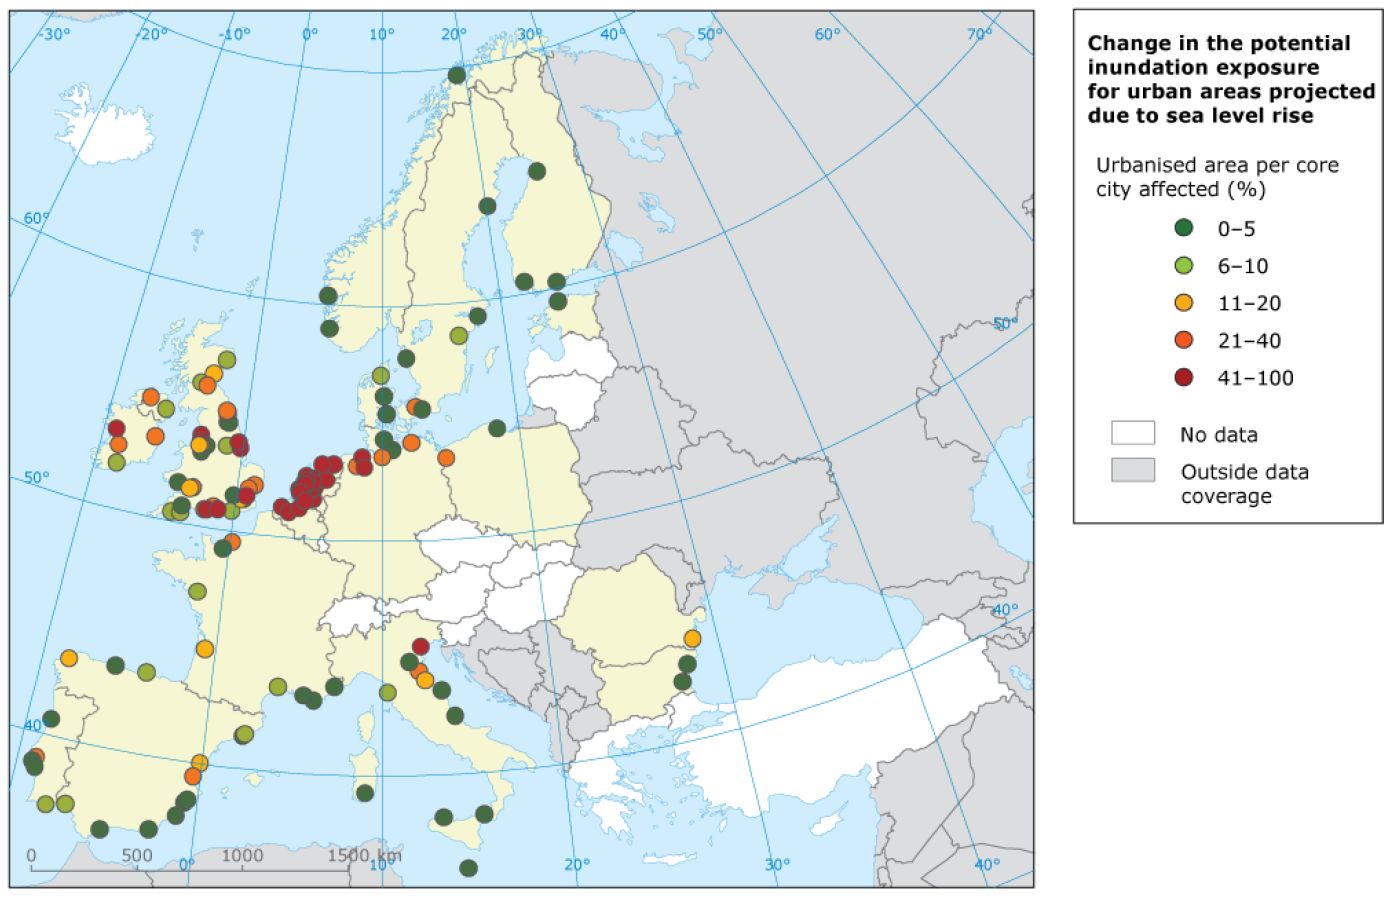 -30° -20° -10° 0° 10° 20° 30° 40° 50° 60° 70°
Change in the potential
inundation exposure
for urban areas projected
due to sea level rise
Urbanised area per core
city affected (%)
0–5
6–10
11–20
21–40
41–100
No data
Outside data
coverage
60°
50°
50°
40°
40°
0 500 1000 1500 km
0° 10° 20° 30° 40°